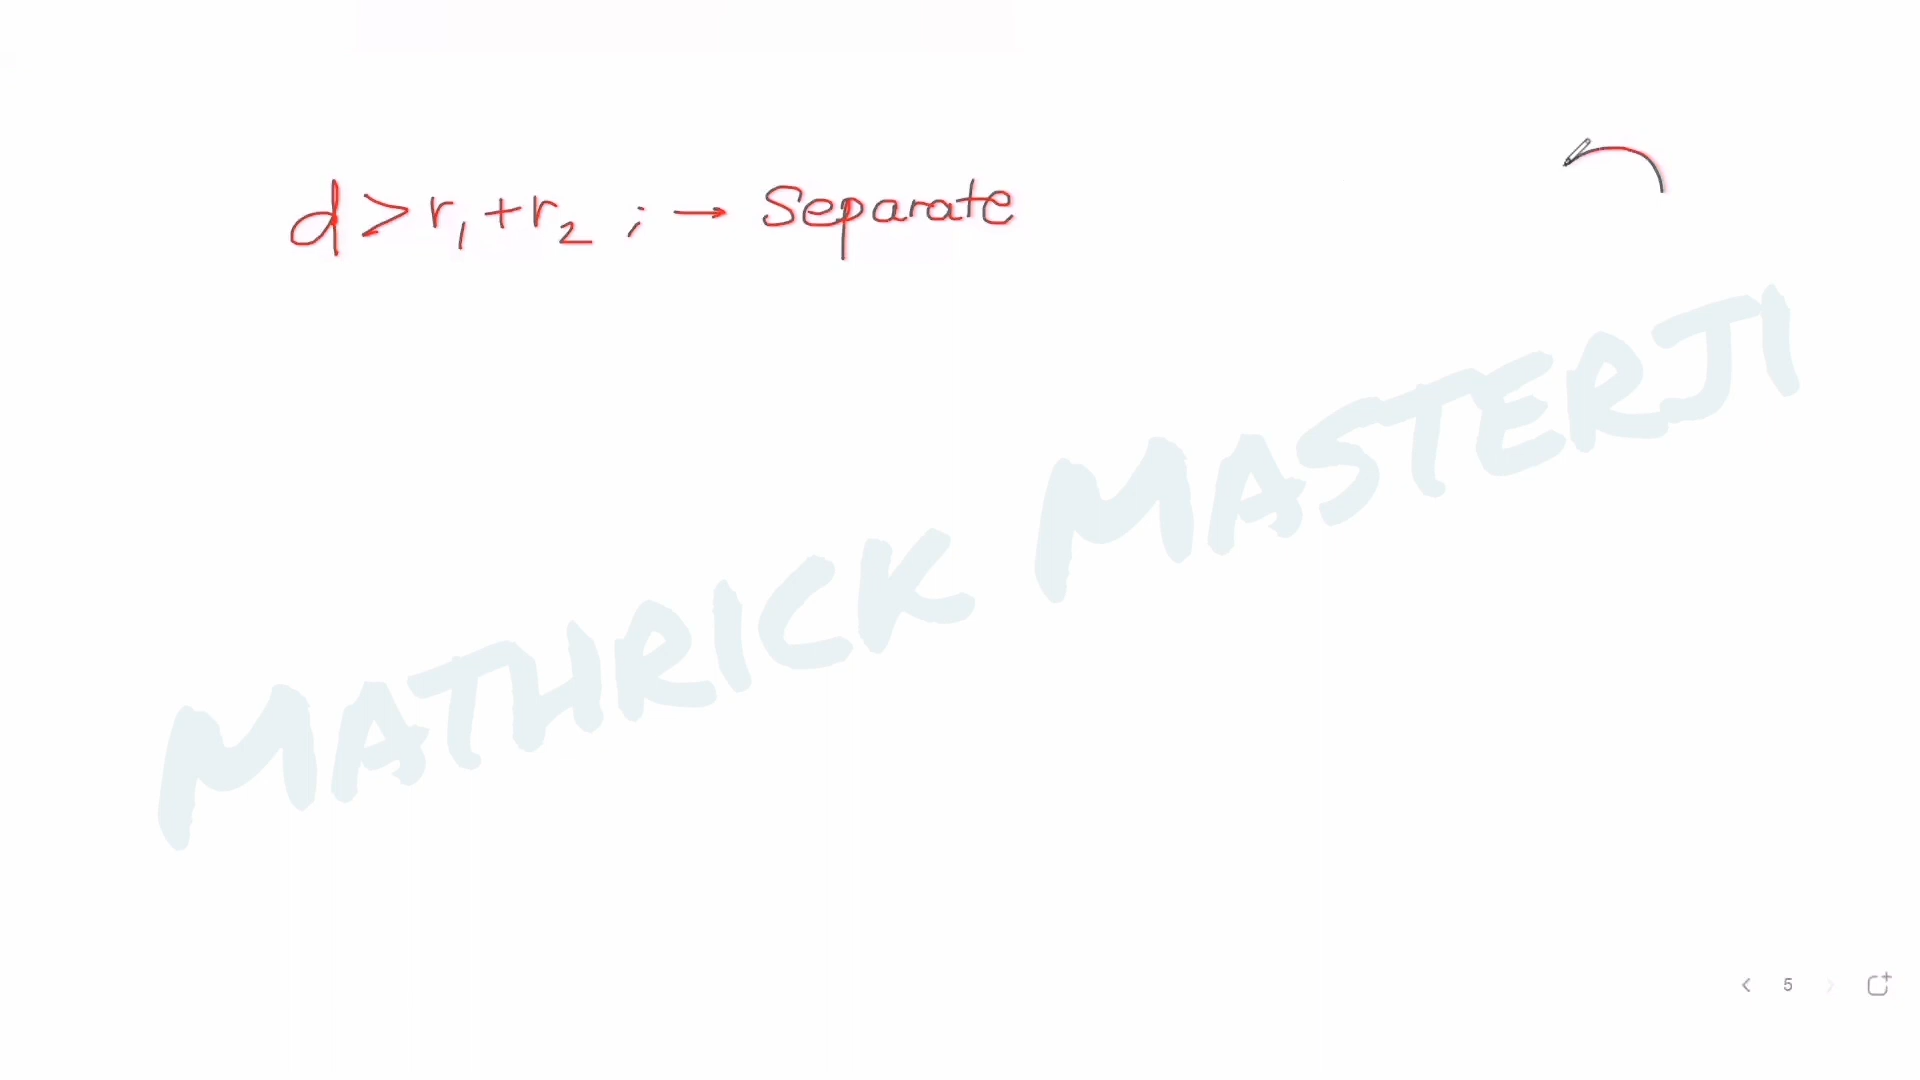 d > r₁ + r₂ ; → Separate
MATHRICK MASTERJI
5